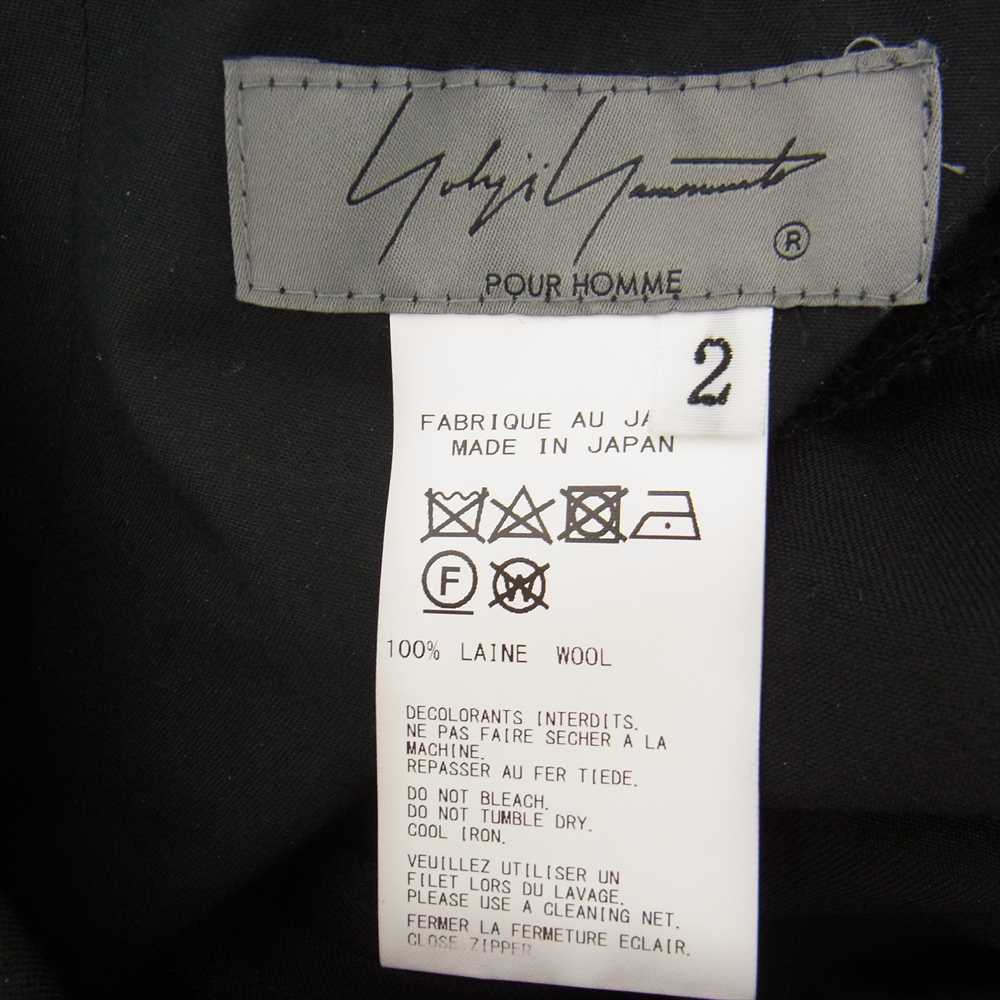 Yohji Yamamoto
®
POUR HOMME
2
FABRIQUE AU JA
MADE IN JAPAN
F
W
100% LAINE WOOL
DECOLORANTS INTERDITS.
NE PAS FAIRE SECHER A LA
MACHINE.
REPASSER AU FER TIEDE.
DO NOT BLEACH.
DO NOT TUMBLE DRY.
COOL IRON.
VEUILLEZ UTILISER UN
FILET LORS DU LAVAGE.
PLEASE USE A CLEANING NET.
FERMER LA FERMETURE ECLAIR.
CLOSE ZIPPER.